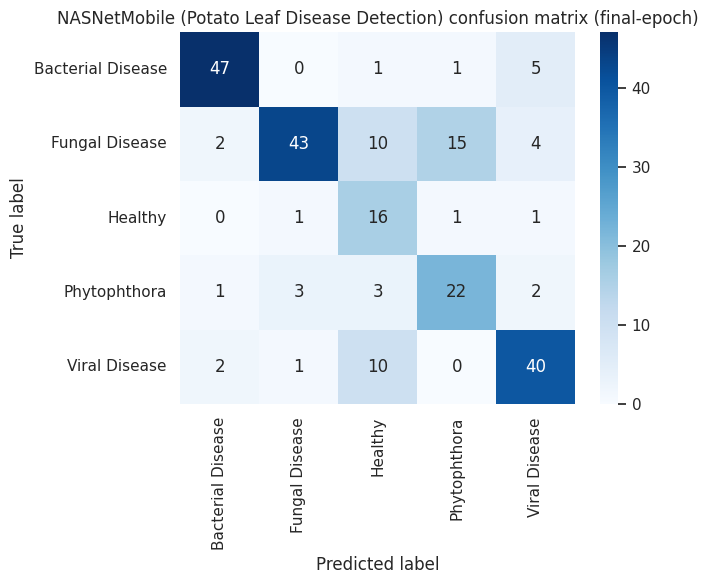 NASNetMobile (Potato Leaf Disease Detection) confusion matrix (final-epoch)
True label
Bacterial Disease 47 0 1 1 5
Fungal Disease 2 43 10 15 4
Healthy 0 1 16 1 1
Phytophthora 1 3 3 22 2
Viral Disease 2 1 10 0 40
Bacterial Disease
Fungal Disease
Healthy
Phytophthora
Viral Disease
Predicted label
40
30
20
10
0